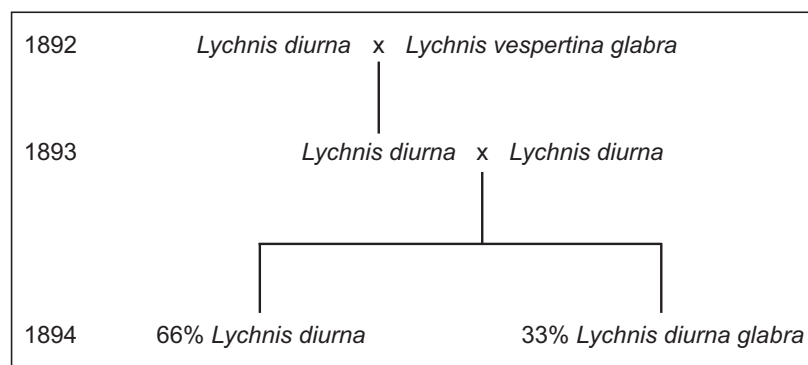 1892 Lychnis diurna x Lychnis vespertina glabra
1893 Lychnis diurna x Lychnis diurna
1894 66% Lychnis diurna 33% Lychnis diurna glabra